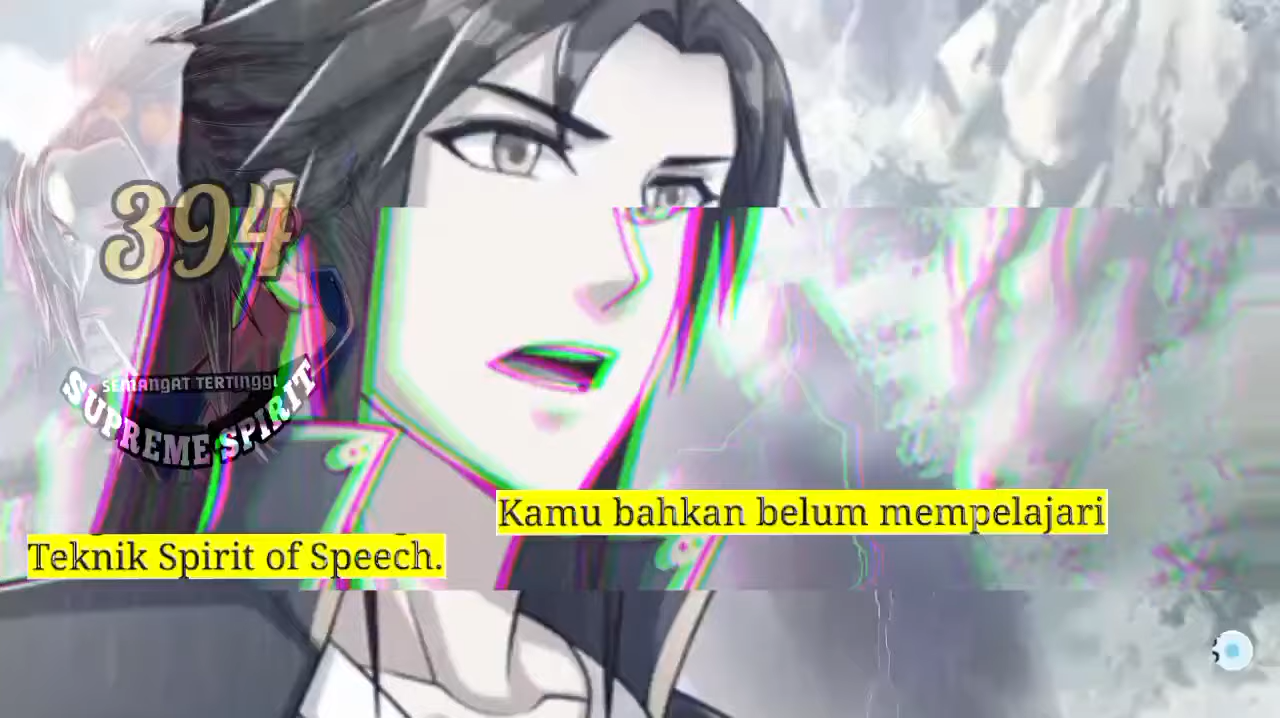 394
SEMANGAT TERTINGGI
SUPREME SPIRIT
Kamu bahkan belum mempelajari
Teknik Spirit of Speech.